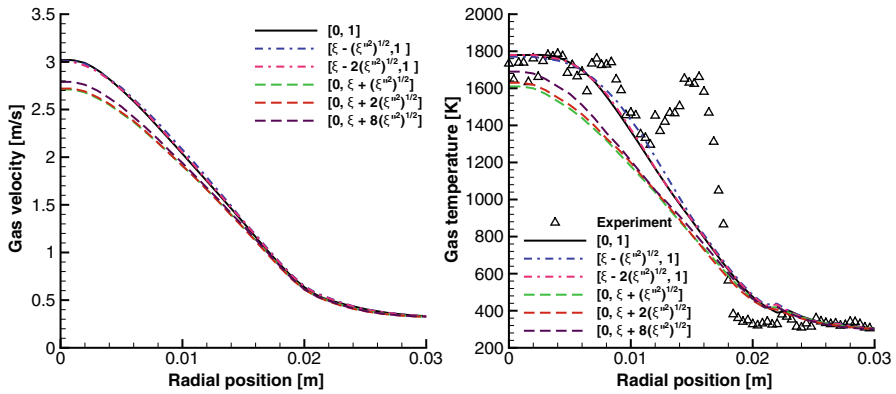 Gas velocity [m/s]
3.5
3
2.5
2
1.5
1
0.5
0
[0, 1]
[ξ - (ξ"²)¹/²,1 ]
[ξ - 2(ξ"²)¹/²,1 ]
[0, ξ + (ξ"²)¹/²]
[0, ξ + 2(ξ"²)¹/²]
[0, ξ + 8(ξ"²)¹/²]
0 0.01 0.02 0.03
Radial position [m]
Gas temperature [K]
2000
1800
1600
1400
1200
1000
800
600
400
200
Experiment
[0, 1]
[ξ - (ξ"²)¹/², 1]
[ξ - 2(ξ"²)¹/², 1]
[0, ξ + (ξ"²)¹/²]
[0, ξ + 2(ξ"²)¹/²]
[0, ξ + 8(ξ"²)¹/²]
0 0.01 0.02 0.03
Radial position [m]